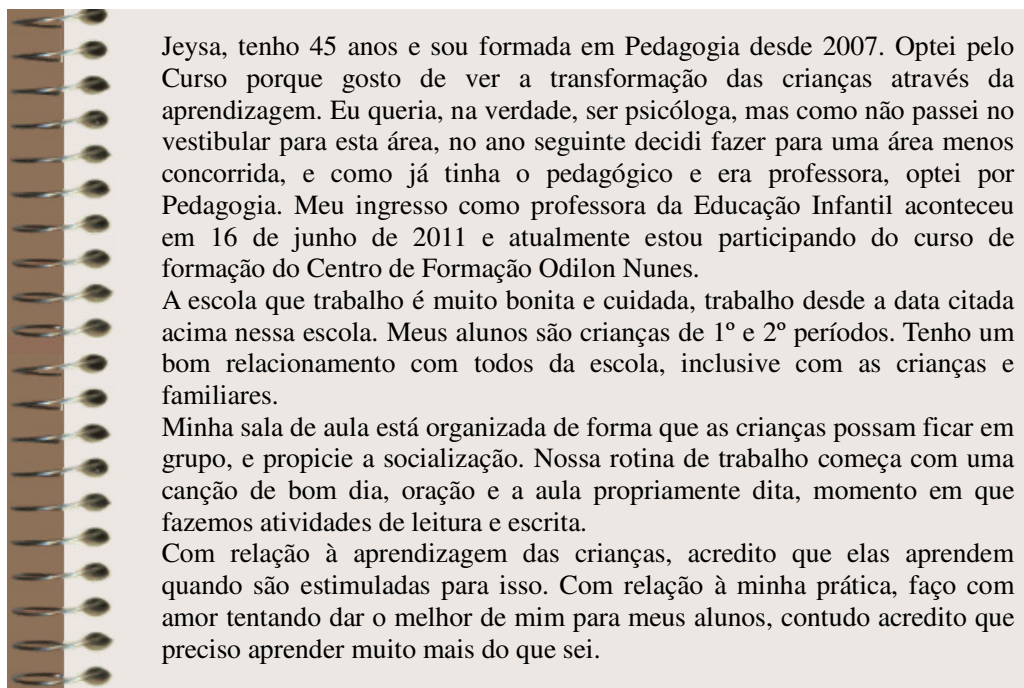 Jeysa, tenho 45 anos e sou formada em Pedagogia desde 2007. Optei pelo
Curso porque gosto de ver a transformação das crianças através da
aprendizagem. Eu queria, na verdade, ser psicóloga, mas como não passei no
vestibular para esta área, no ano seguinte decidi fazer para uma área menos
concorrida, e como já tinha o pedagógico e era professora, optei por
Pedagogia. Meu ingresso como professora da Educação Infantil aconteceu
em 16 de junho de 2011 e atualmente estou participando do curso de
formação do Centro de Formação Odilon Nunes.
A escola que trabalho é muito bonita e cuidada, trabalho desde a data citada
acima nessa escola. Meus alunos são crianças de 1º e 2º períodos. Tenho um
bom relacionamento com todos da escola, inclusive com as crianças e
familiares.
Minha sala de aula está organizada de forma que as crianças possam ficar em
grupo, e propicie a socialização. Nossa rotina de trabalho começa com uma
canção de bom dia, oração e a aula propriamente dita, momento em que
fazemos atividades de leitura e escrita.
Com relação à aprendizagem das crianças, acredito que elas aprendem
quando são estimuladas para isso. Com relação à minha prática, faço com
amor tentando dar o melhor de mim para meus alunos, contudo acredito que
preciso aprender muito mais do que sei.